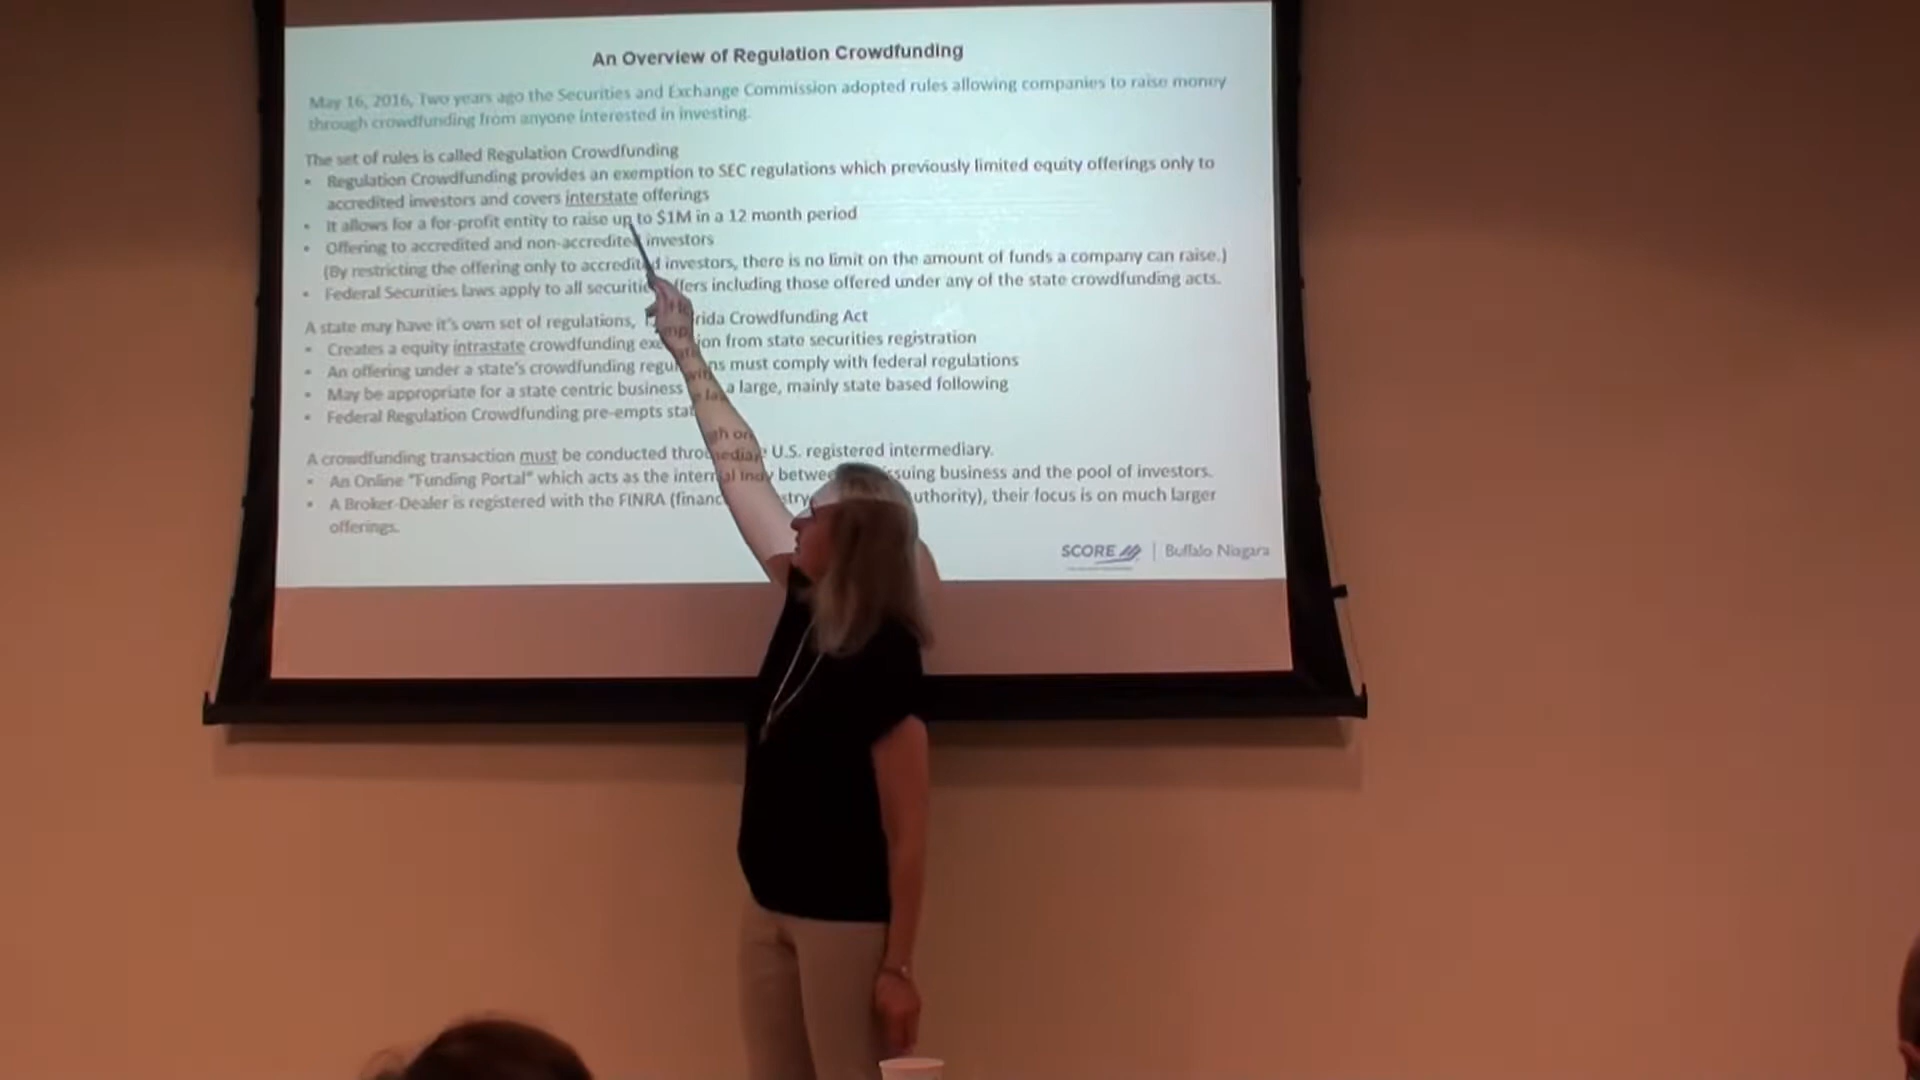 An Overview of Regulation Crowdfunding
May 16, 2016, Two years ago the Securities and Exchange Commission adopted rules allowing companies to raise money
through crowdfunding from anyone interested in investing.
The set of rules is called Regulation Crowdfunding
• Regulation Crowdfunding provides an exemption to SEC regulations which previously limited equity offerings only to
accredited investors and covers interstate offerings
• It allows for a for-profit entity to raise up to $1M in a 12 month period
• Offering to accredited and non-accredited investors
(By restricting the offering only to accredited investors, there is no limit on the amount of funds a company can raise.)
• Federal Securities laws apply to all securities offers including those offered under any of the state crowdfunding acts.
A state may have it's own set of regulations, Florida Crowdfunding Act
• Creates a equity intrastate crowdfunding exemption from state securities registration
• An offering under a state's crowdfunding regulations must comply with federal regulations
• May be appropriate for a state centric business with a large, mainly state based following
• Federal Regulation Crowdfunding pre-empts state law
A crowdfunding transaction must be conducted through U.S. registered intermediary.
• An Online "Funding Portal" which acts as the between issuing business and the pool of investors.
• A Broker-Dealer is registered with the FINRA authority), their focus is on much larger
offerings.
SCORE | Buffalo Niagara